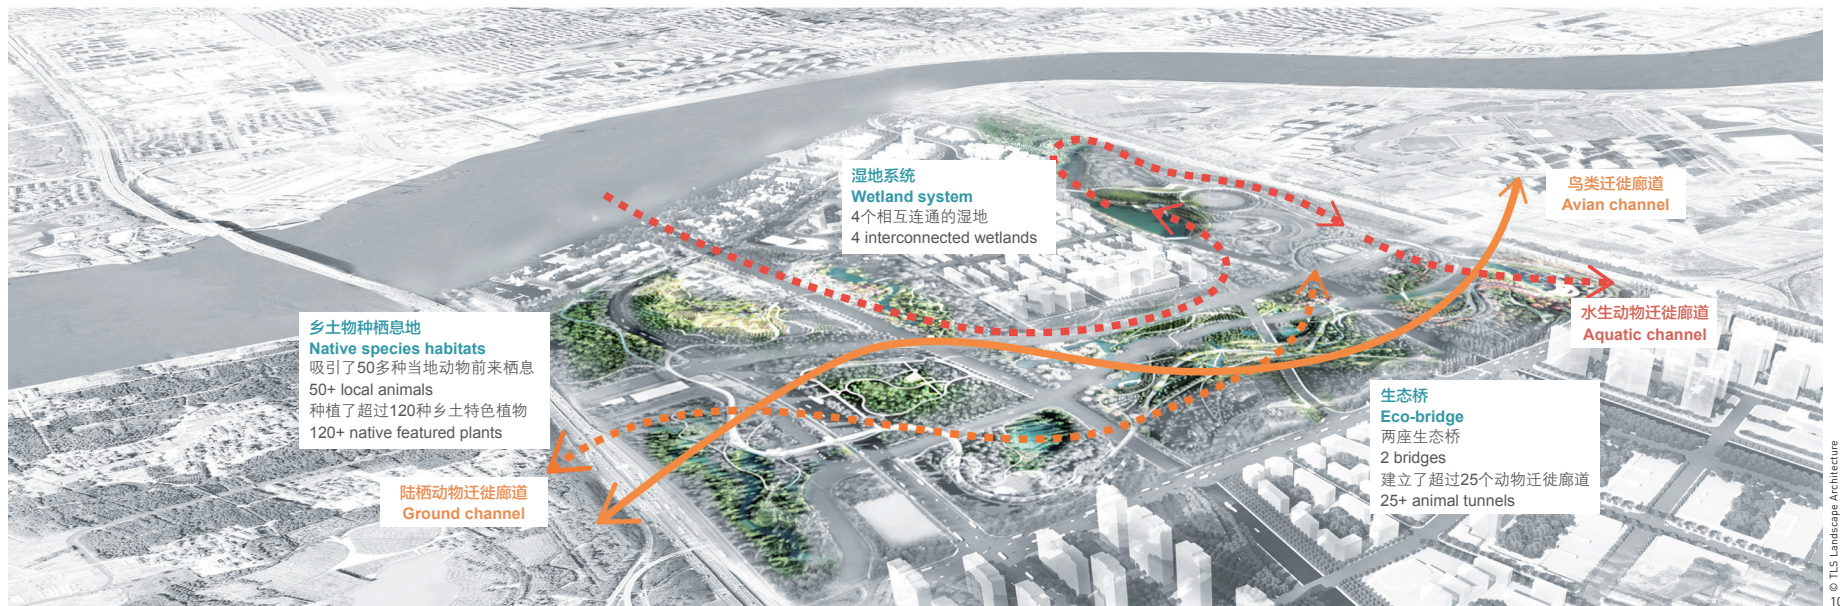 湿地系统
Wetland system
4个相互连通的湿地
4 interconnected wetlands
鸟类迁徙廊道
Avian channel
水生动物迁徙廊道
Aquatic channel
乡土物种栖息地
Native species habitats
吸引了50多种当地动物前来栖息
50+ local animals
种植了超过120种乡土特色植物
120+ native featured plants
生态桥
Eco-bridge
两座生态桥
2 bridges
建立了超过25个动物迁徙廊道
25+ animal tunnels
陆栖动物迁徙廊道
Ground channel
© TLS Landscape Architecture
10